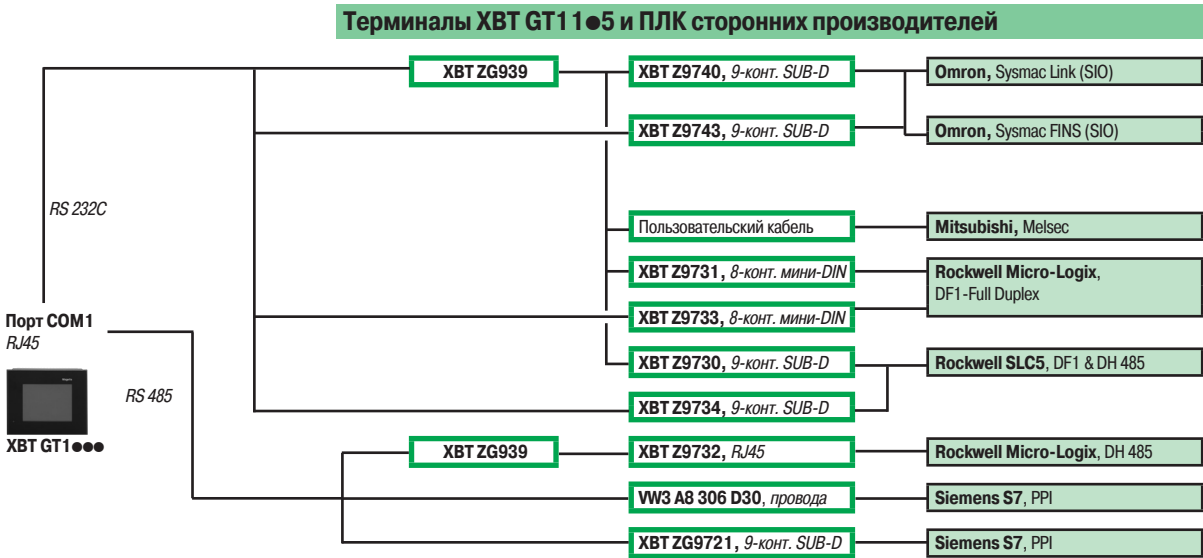 Терминалы XBT GT1 1●5 и ПЛК сторонних производителей
XBT ZG939
XBT Z9740, 9-конт. SUB-D
Omron, Sysmac Link (SIO)
XBT Z9743, 9-конт. SUB-D
Omron, Sysmac FINS (SIO)
RS 232C
Пользовательский кабель
Mitsubishi, Melsec
XBT Z9731, 8-конт. мини-DIN
Rockwell Micro-Logix,
DF1-Full Duplex
XBT Z9733, 8-конт. мини-DIN
Порт COM1
RJ45
XBT Z9730, 9-конт. SUB-D
Rockwell SLC5, DF1 & DH 485
RS 485
XBT Z9734, 9-конт. SUB-D
XBT GT1●●●
XBT ZG939
XBT Z9732, RJ45
Rockwell Micro-Logix, DH 485
VW3 A8 306 D30, провода
Siemens S7, PPI
XBT ZG9721, 9-конт. SUB-D
Siemens S7, PPI